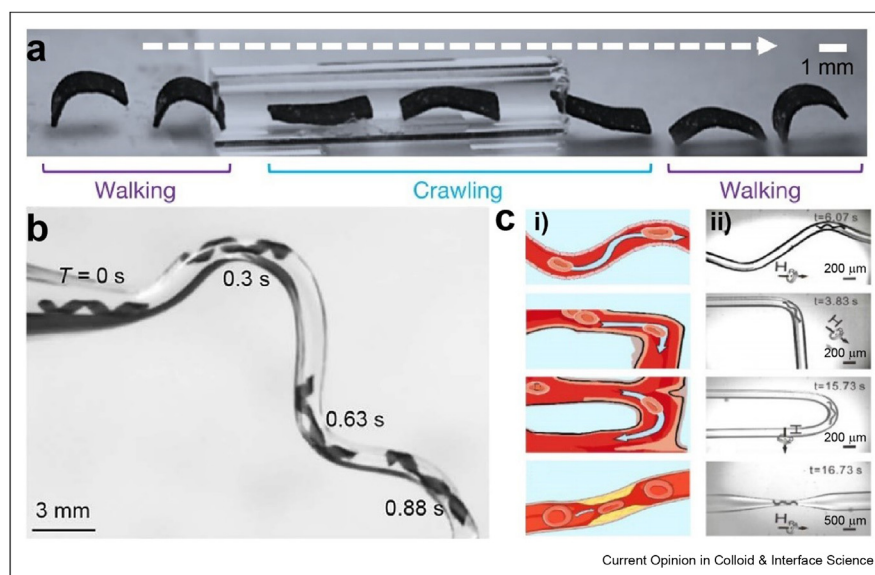 a
1 mm
Walking
Crawling
Walking
b
T = 0 s
0.3 s
0.63 s
0.88 s
3 mm
c
i)
ii)
t=6.07 s
H
200 μm
t=3.83 s
H
200 μm
t=15.73 s
H
200 μm
t=16.73 s
H
500 μm
Current Opinion in Colloid & Interface Science